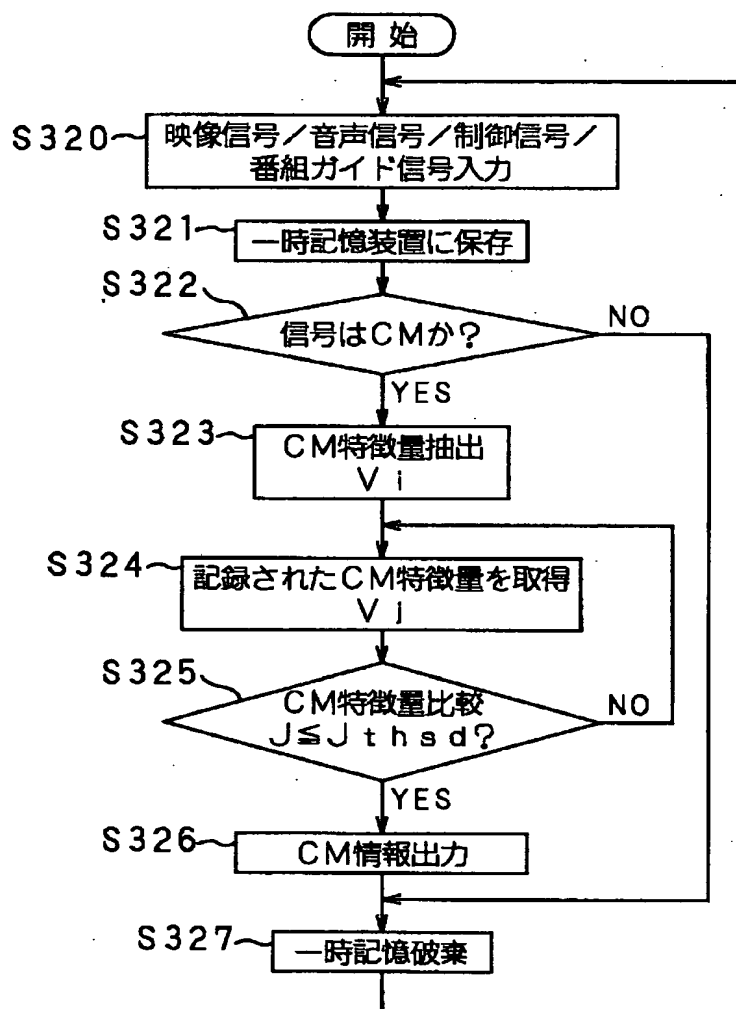 開始
S320
映像信号/音声信号/制御信号/
番組ガイド信号入力
S321
一時記憶装置に保存
S322
信号はCMか?
NO
YES
S323
CM特徴量抽出
Vi
S324
記録されたCM特徴量を取得
Vj
S325
CM特徴量比較
J≦Jthsd?
NO
YES
S326
CM情報出力
S327
一時記憶破棄